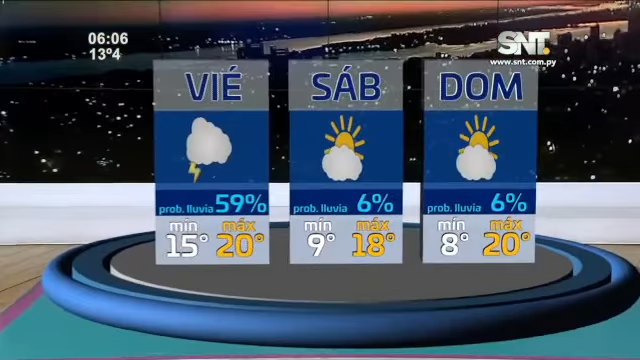 06:06
13°4
SNT
www.snt.com.py
VIÉ
prob. lluvia 59%
mín máx
15° 20°
SÁB
prob. lluvia 6%
mín máx
9° 18°
DOM
prob. lluvia 6%
mín máx
8° 20°